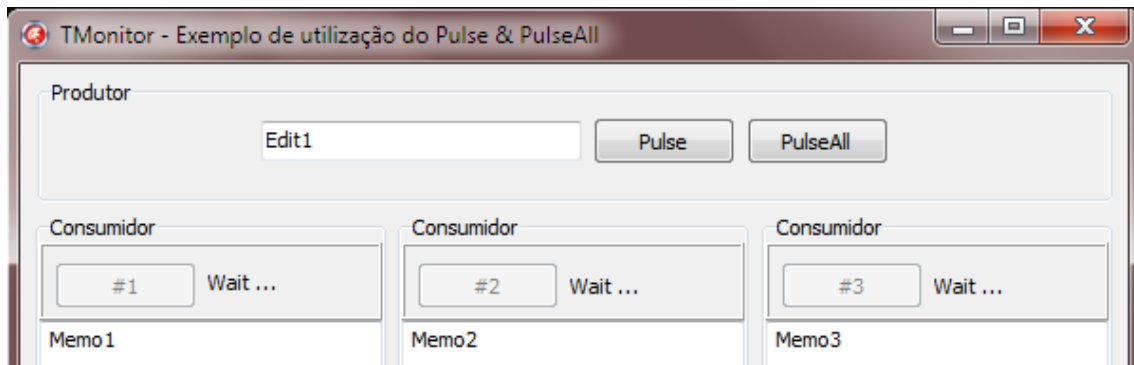 TMonitor - Exemplo de utilização do Pulse & PulseAll
Produtor
Edit1 Pulse PulseAll
Consumidor Consumidor Consumidor
#1 Wait ... #2 Wait ... #3 Wait ...
Memo1 Memo2 Memo3